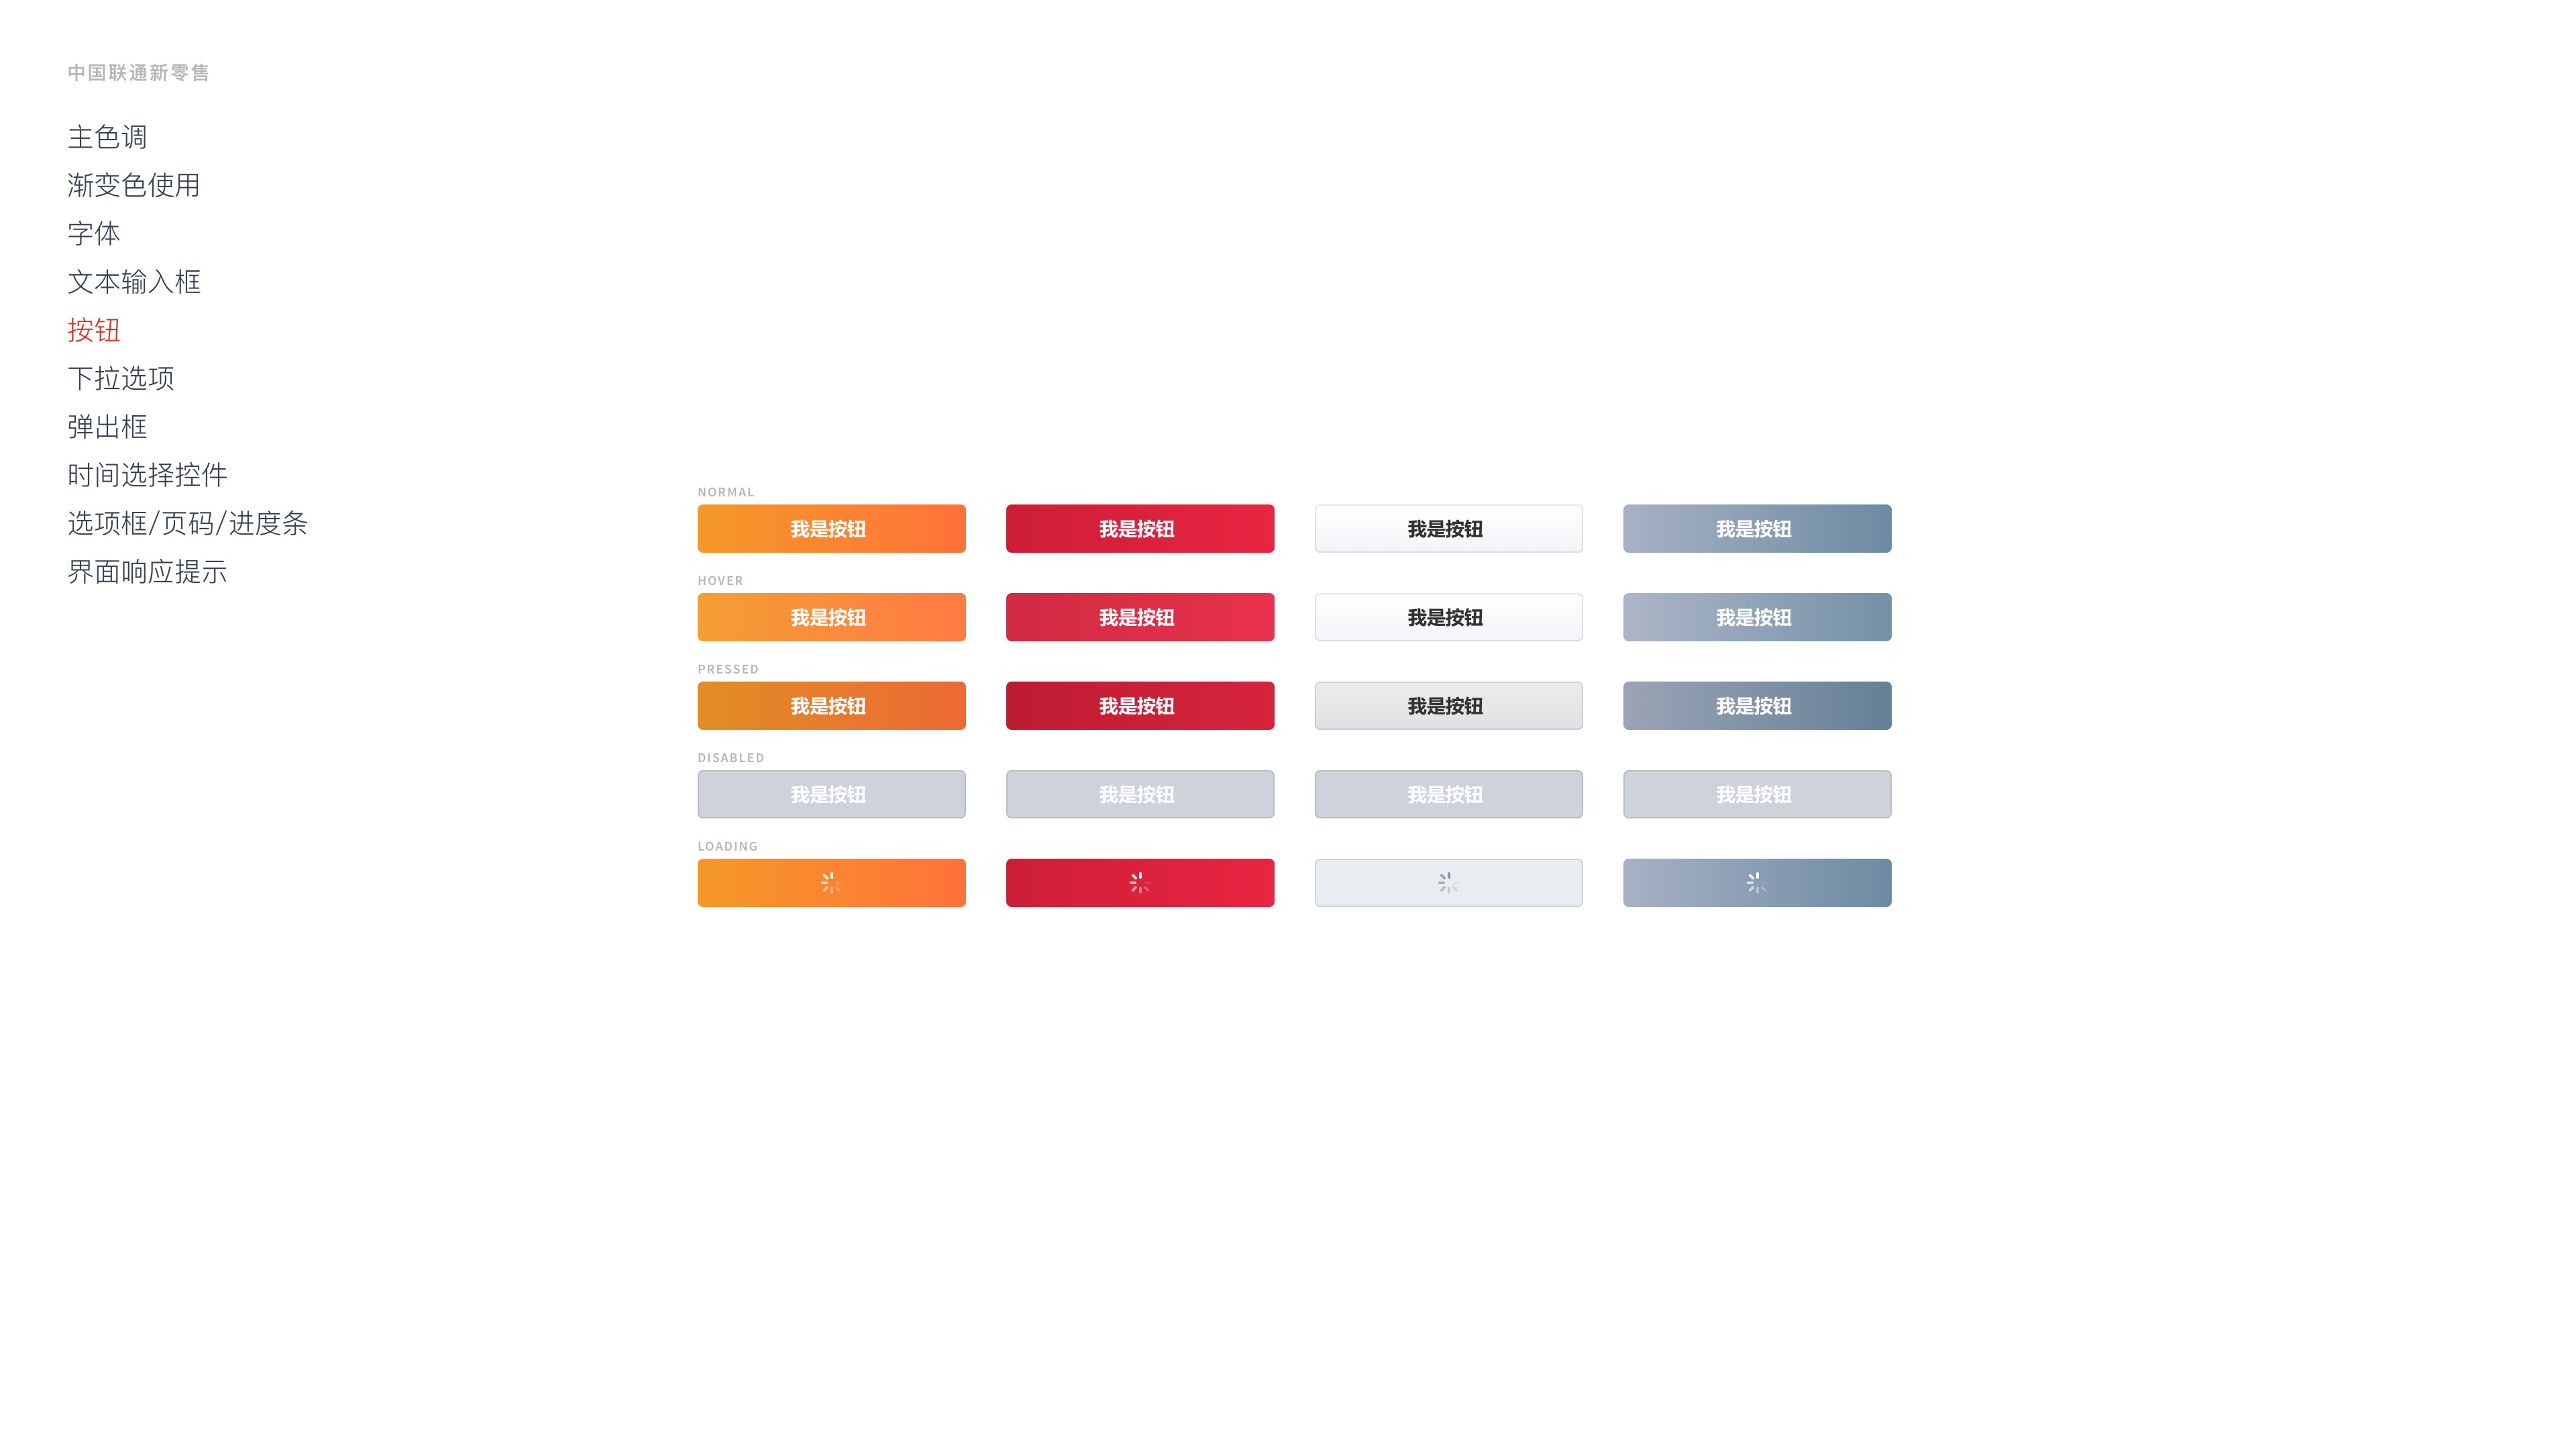 中国联通新零售
主色调
渐变色使用
字体
文本输入框
按钮
下拉选项
弹出框
时间选择控件
选项框/页码/进度条
界面响应提示
NORMAL
我是按钮 我是按钮 我是按钮 我是按钮
HOVER
我是按钮 我是按钮 我是按钮 我是按钮
PRESSED
我是按钮 我是按钮 我是按钮 我是按钮
DISABLED
我是按钮 我是按钮 我是按钮 我是按钮
LOADING